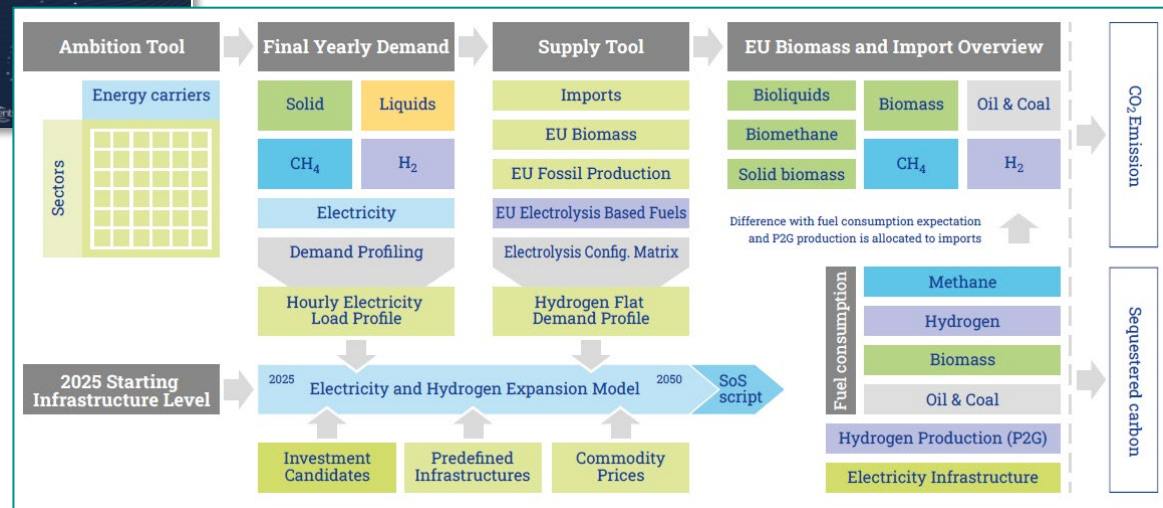 Ambition Tool
Final Yearly Demand
Supply Tool
EU Biomass and Import Overview
Energy carriers
Sectors
Solid
Liquids
CH₄
H₂
Electricity
Demand Profiling
Hourly Electricity
Load Profile
Imports
EU Biomass
EU Fossil Production
EU Electrolysis Based Fuels
Electrolysis Config. Matrix
Hydrogen Flat
Demand Profile
Bioliquids
Biomethane
Solid biomass
Biomass
Oil & Coal
CH₄
H₂
Difference with fuel consumption expectation
and P2G production is allocated to imports
CO₂ Emission
2025 Starting
Infrastructure Level
2025
Electricity and Hydrogen Expansion Model
2050
SoS
script
Investment
Candidates
Predefined
Infrastructures
Commodity
Prices
Fuel consumption
Methane
Hydrogen
Biomass
Oil & Coal
Hydrogen Production (P2G)
Electricity Infrastructure
Sequestered carbon